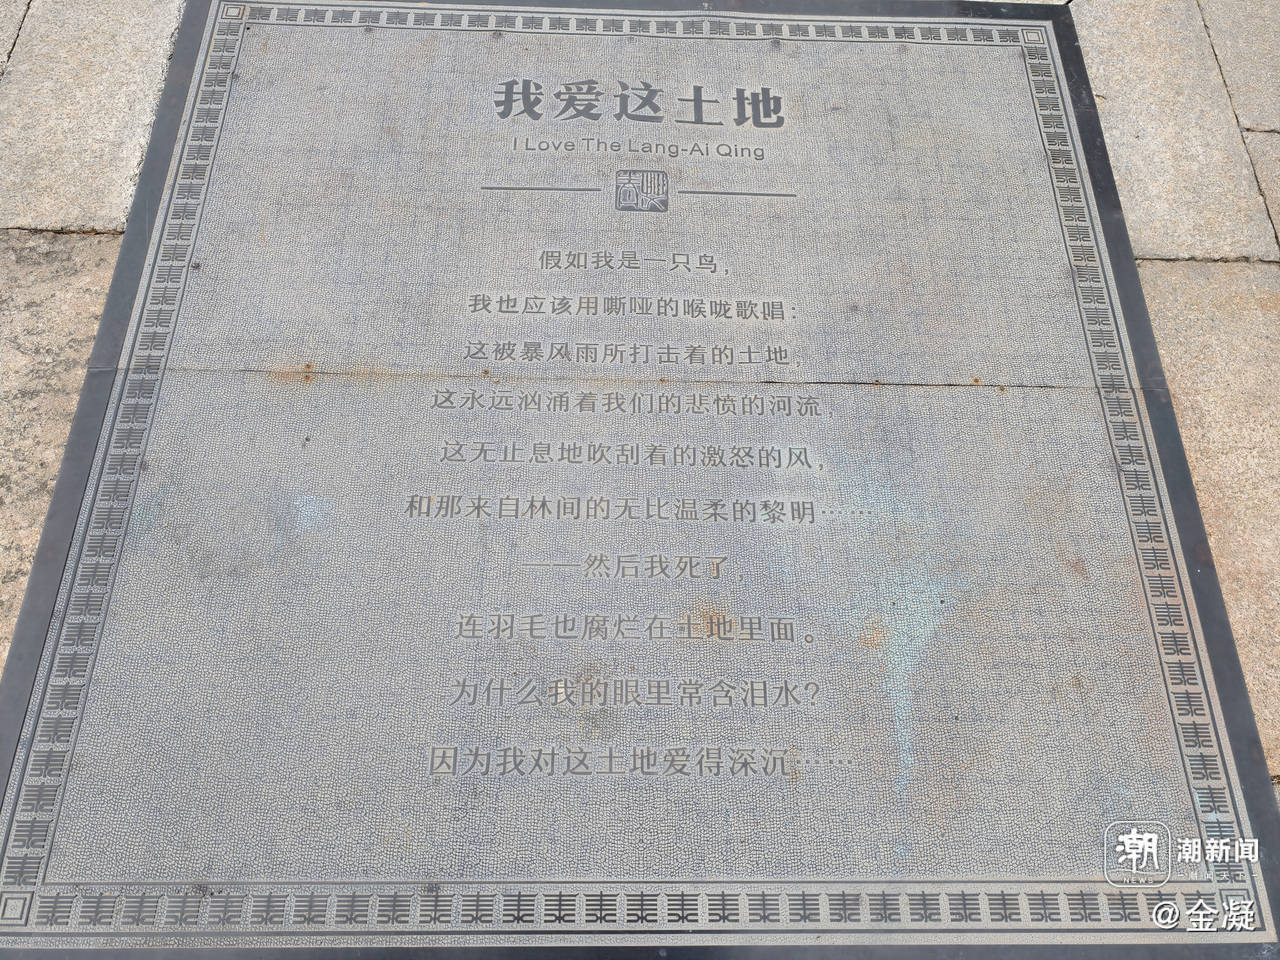 我爱这土地
I Love The Lang-Ai Qing
假如我是一只鸟，
我也应该用嘶哑的喉咙歌唱：
这被暴风雨所打击着的土地，
这永远汹涌着我们的悲愤的河流，
这无止息地吹刮着的激怒的风，
和那来自林间的无比温柔的黎明……
——然后我死了，
连羽毛也腐烂在土地里面。
为什么我的眼里常含泪水？
因为我对这土地爱得深沉……
潮 潮新闻
NEWS
@金凝